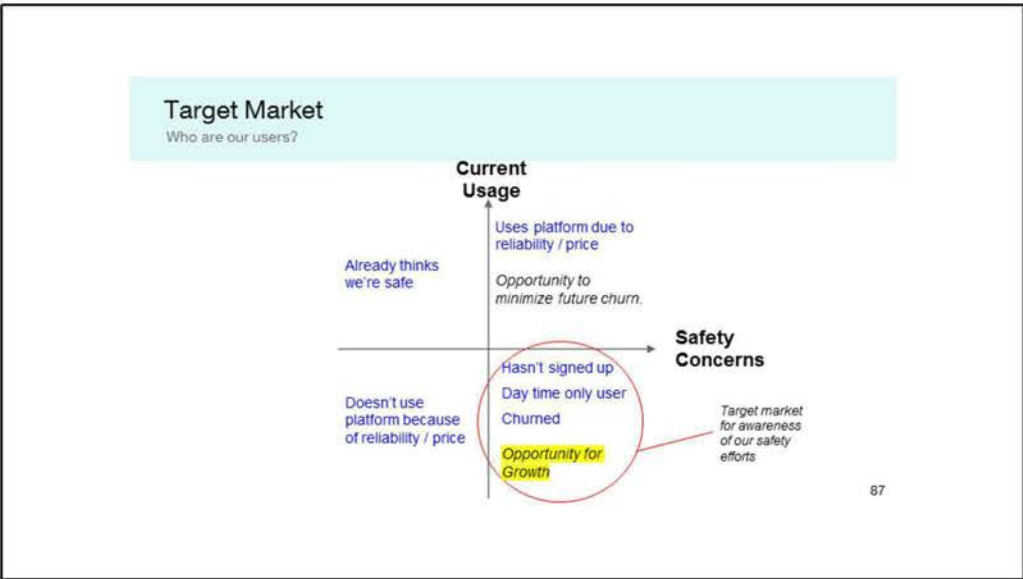 Target Market
Who are our users?
Current
Usage
Uses platform due to
reliability / price
Already thinks
we're safe
Opportunity to
minimize future churn.
Safety
Concerns
Hasn't signed up
Day time only user
Churned
Opportunity for
Growth
Doesn't use
platform because
of reliability / price
Target market
for awareness
of our safety
efforts
87